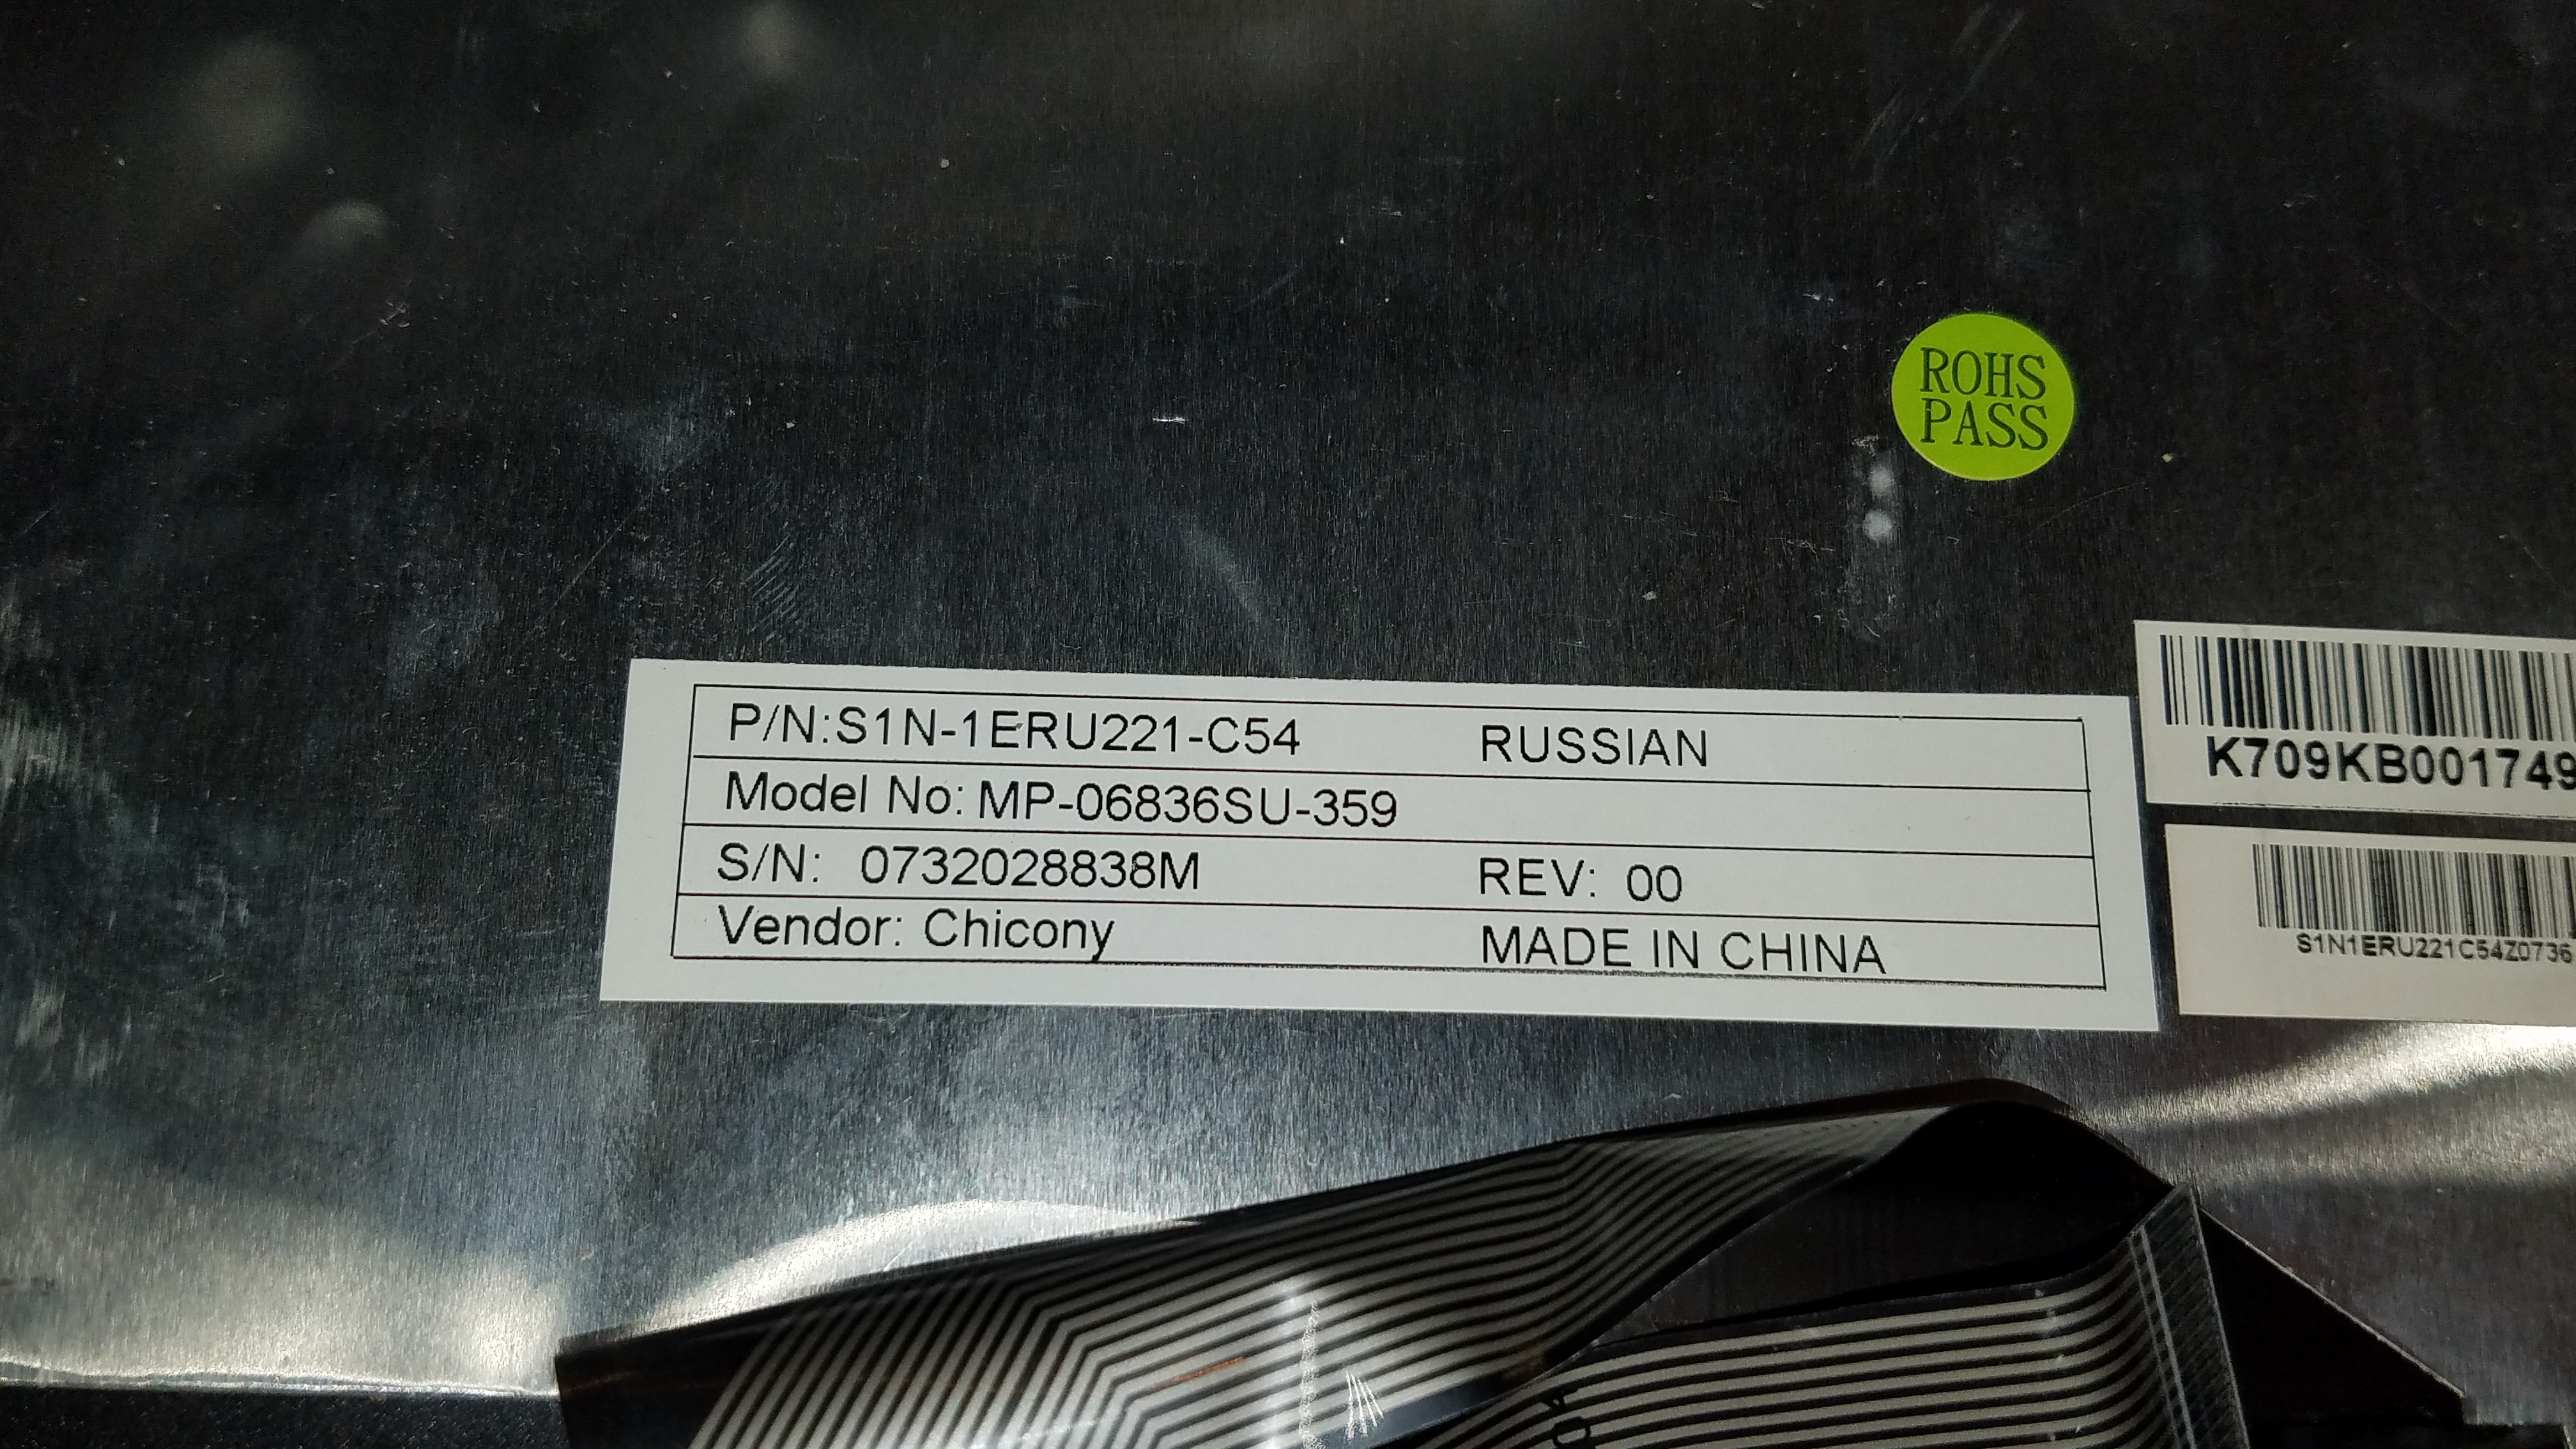 ROHS
PASS
P/N:S1N-1ERU221-C54 RUSSIAN
Model No: MP-06836SU-359
S/N: 0732028838M REV: 00
Vendor: Chicony MADE IN CHINA
K709KB001749
S1N1ERU221C54Z0736